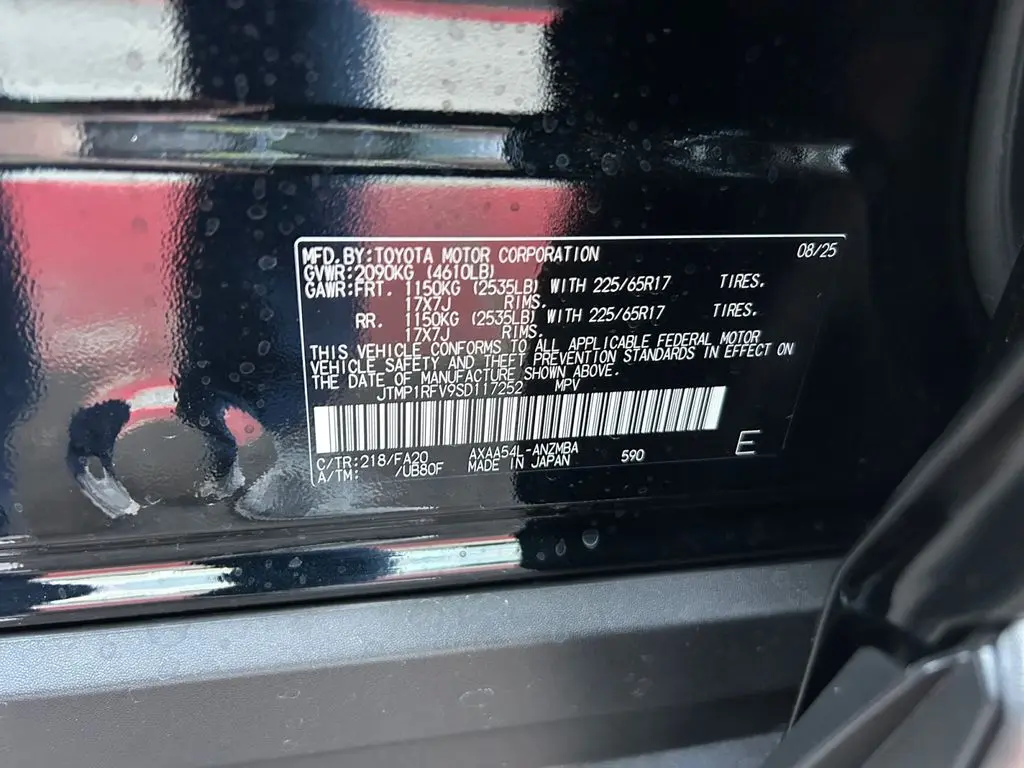 MFD. BY: TOYOTA MOTOR CORPORATION 08/25
GVWR: 2090KG (4610LB)
GAWR: FRT. 1150KG (2535LB) WITH 225/65R17 TIRES.
17X7J RIMS.
RR. 1150KG (2535LB) WITH 225/65R17 TIRES.
17X7J RIMS.
THIS VEHICLE CONFORMS TO ALL APPLICABLE FEDERAL MOTOR
VEHICLE SAFETY AND THEFT PREVENTION STANDARDS IN EFFECT ON
THE DATE OF MANUFACTURE SHOWN ABOVE.
JTMP1RFV9SD117252 MPV
C/TR: 218/FA20 AXAA54L-ANZMBA 590 E
A/TM: /UB80F MADE IN JAPAN